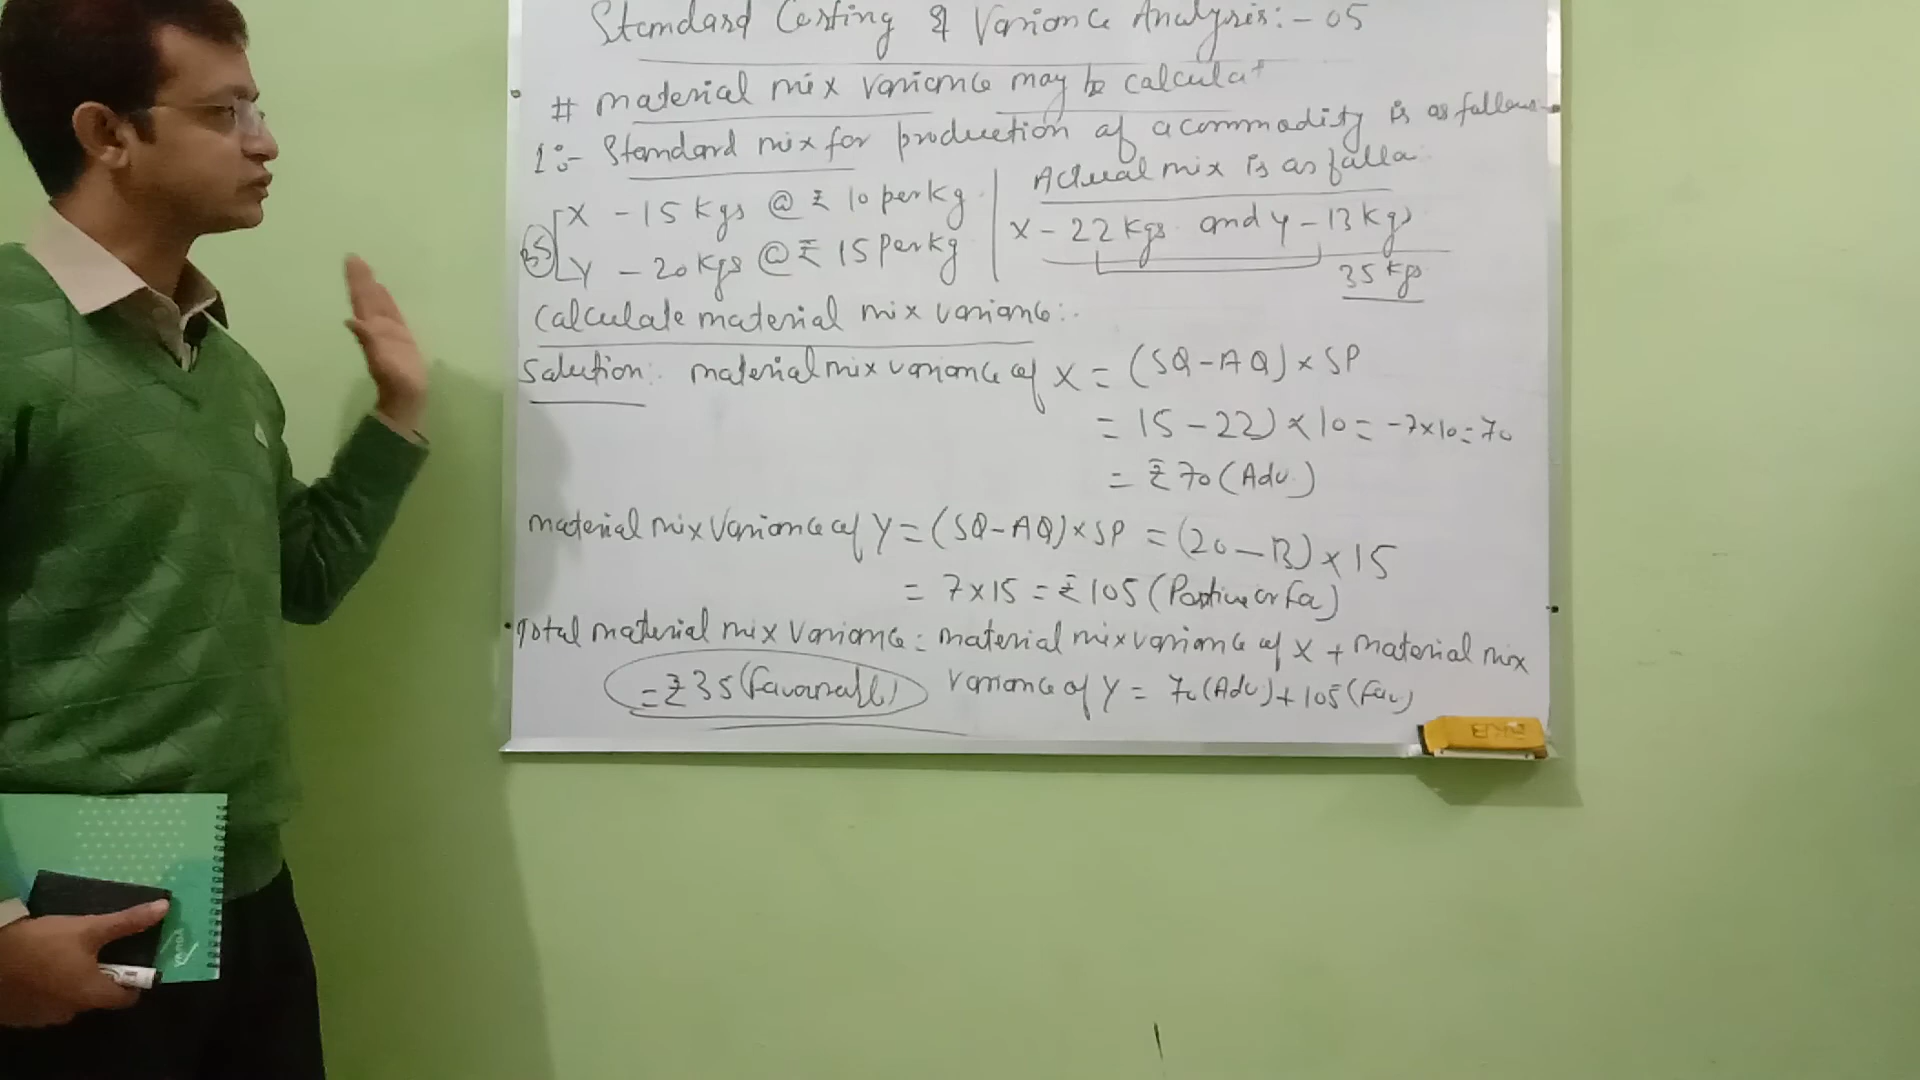 Standard Costing & Variance Analysis:- 05
# material mix variance may be calculat
1:- Standard mix for production of a commodity is as follows
X - 15 Kgs @ ₹ 10 per kg
35
Y - 20 Kgs @ ₹ 15 per kg
Actual mix is as follo
X - 22 Kgs and Y - 13 Kgs
35 Kgs
Calculate material mix variance:-
Solution:- material mix variance of X = (SQ - AQ) × SP
= 15 - 22) × 10 = -7 × 10 = 70
= ₹ 70 (Adv.)
material mix Variance of Y = (SQ - AQ) × SP = (20 - 13) × 15
= 7 × 15 = ₹ 105 (Positive or Fa)
Total material mix Variance = material mix variance of X + material mix
variance of Y = 70 (Adv) + 105 (Fav)
= ₹ 35 (Favourable)